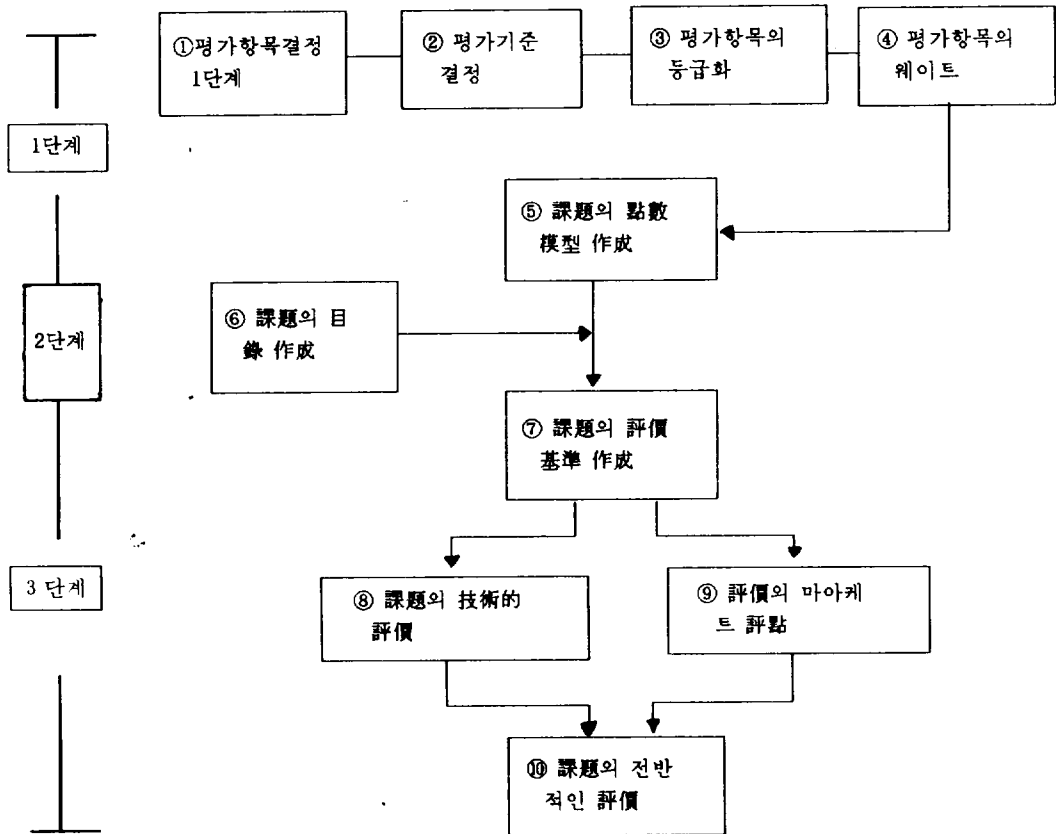 ①평가항목결정
1단계
② 평가기준
결정
③ 평가항목의
등급화
④ 평가항목의
웨이트
1단계
⑤ 課題의 點數
模型 作成
2단계
⑥ 課題의 目
錄 作成
⑦ 課題의 評價
基準 作成
3 단계
⑧ 課題의 技術的
評價
⑨ 評價의 마아케
트 評點
⑩ 課題의 전반
적인 評價